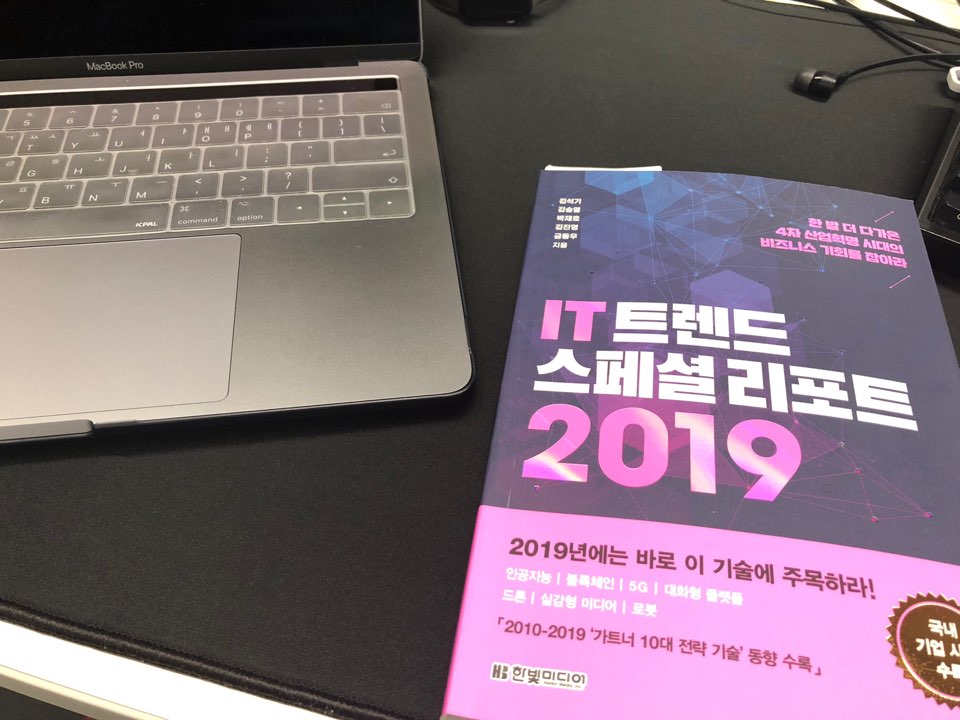 MacBook Pro
command
option
KPAL
김석기
김승열
박재호
김진영
금동우
지음
한 발 더 다가온
4차 산업혁명 시대의
비즈니스 기회를 잡아라
IT 트렌드
스페셜 리포트
2019
2019년에는 바로 이 기술에 주목하라!
인공지능 | 블록체인 | 5G | 대화형 플랫폼
드론 | 실감형 미디어 | 로봇
「2010-2019 '가트너 10대 전략 기술' 동향 수록」
HB 한빛미디어
국내
기업 사
수록